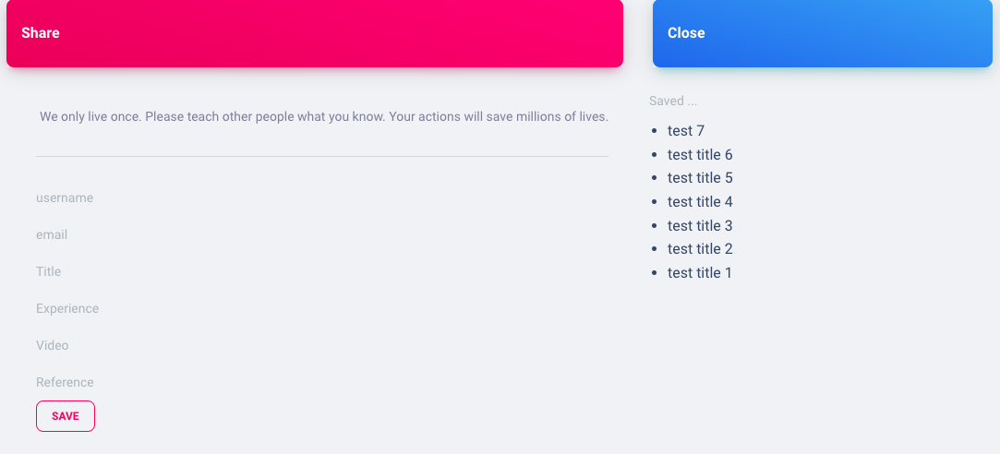 Share
We only live once. Please teach other people what you know. Your actions will save millions of lives.
username
email
Title
Experience
Video
Reference
SAVE
Close
Saved ...
test 7
test title 6
test title 5
test title 4
test title 3
test title 2
test title 1